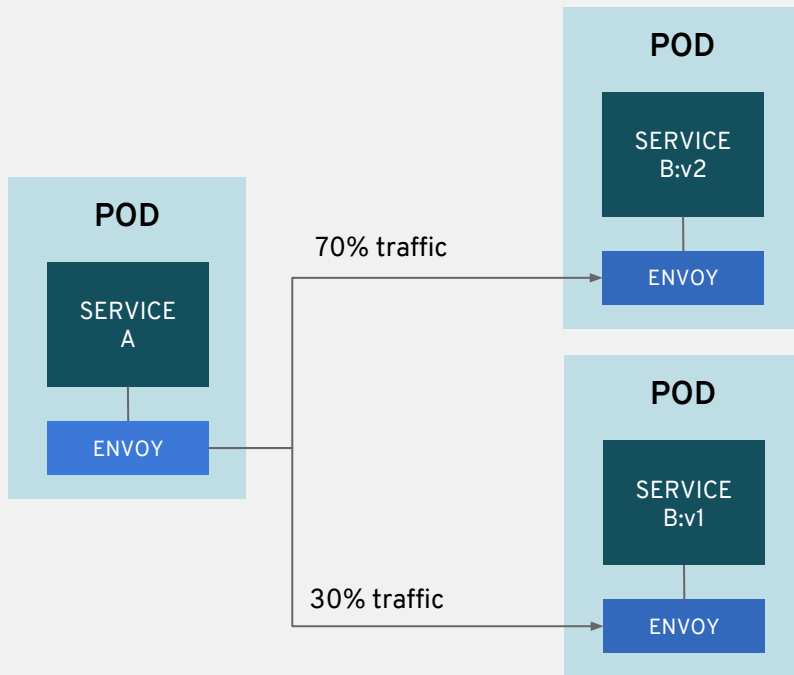 POD
SERVICE
A
ENVOY
70% traffic
30% traffic
POD
SERVICE
B:v2
ENVOY
POD
SERVICE
B:v1
ENVOY